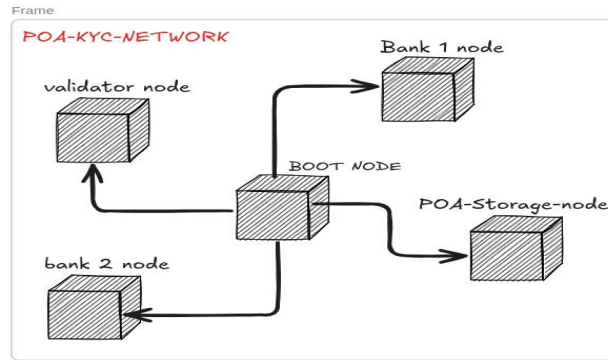 Frame
POA-KYC-NETWORK
Bank 1 node
validator node
BOOT NODE
POA-Storage-node
bank 2 node